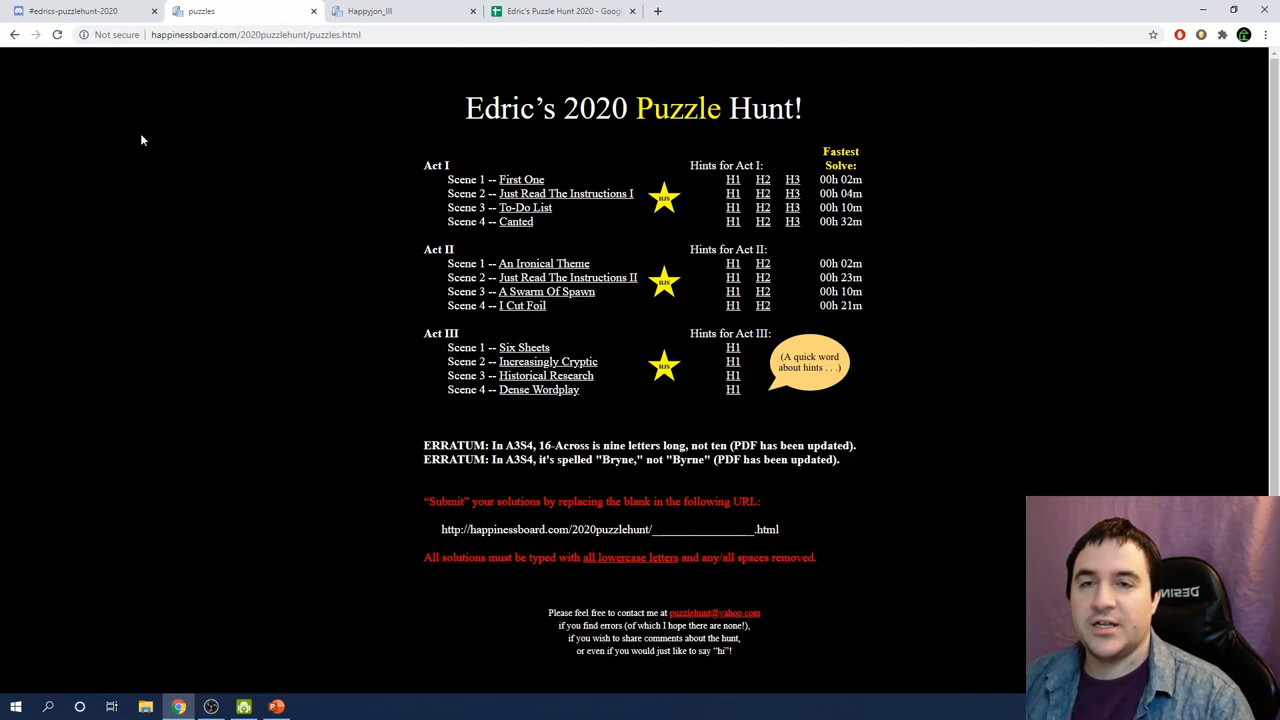 #edrics-puzzlehunt-2020
puzzles
Happyjon_III
Edric's Puzzle Hunt 2020 - Goog
Not secure
happinessboard.com/2020puzzlehunt/puzzles.html
Edric's 2020 Puzzle Hunt!
Fastest
Act I Hints for Act I: Solve:
Scene 1 -- First One H1 H2 H3 00h 02m
Scene 2 -- Just Read The Instructions I HJS H1 H2 H3 00h 04m
Scene 3 -- To-Do List H1 H2 H3 00h 10m
Scene 4 -- Canted H1 H2 H3 00h 32m
Act II Hints for Act II:
Scene 1 -- An Ironical Theme H1 H2 00h 02m
Scene 2 -- Just Read The Instructions II HJS H1 H2 00h 23m
Scene 3 -- A Swarm Of Spawn H1 H2 00h 10m
Scene 4 -- I Cut Foil H1 H2 00h 21m
Act III Hints for Act III:
Scene 1 -- Six Sheets H1
Scene 2 -- Increasingly Cryptic HJS H1
Scene 3 -- Historical Research H1
Scene 4 -- Dense Wordplay H1
(A quick word
about hints . . .)
ERRATUM: In A3S4, 16-Across is nine letters long, not ten (PDF has been updated).
ERRATUM: In A3S4, it's spelled "Bryne," not "Byrne" (PDF has been updated).
“Submit” your solutions by replacing the blank in the following URL:
http://happinessboard.com/2020puzzlehunt/_________________.html
All solutions must be typed with all lowercase letters and any/all spaces removed.
Please feel free to contact me at puzzlehunt@yahoo.com
if you find errors (of which I hope there are none!),
if you wish to share comments about the hunt,
or even if you would just like to say “hi”!
DESIN